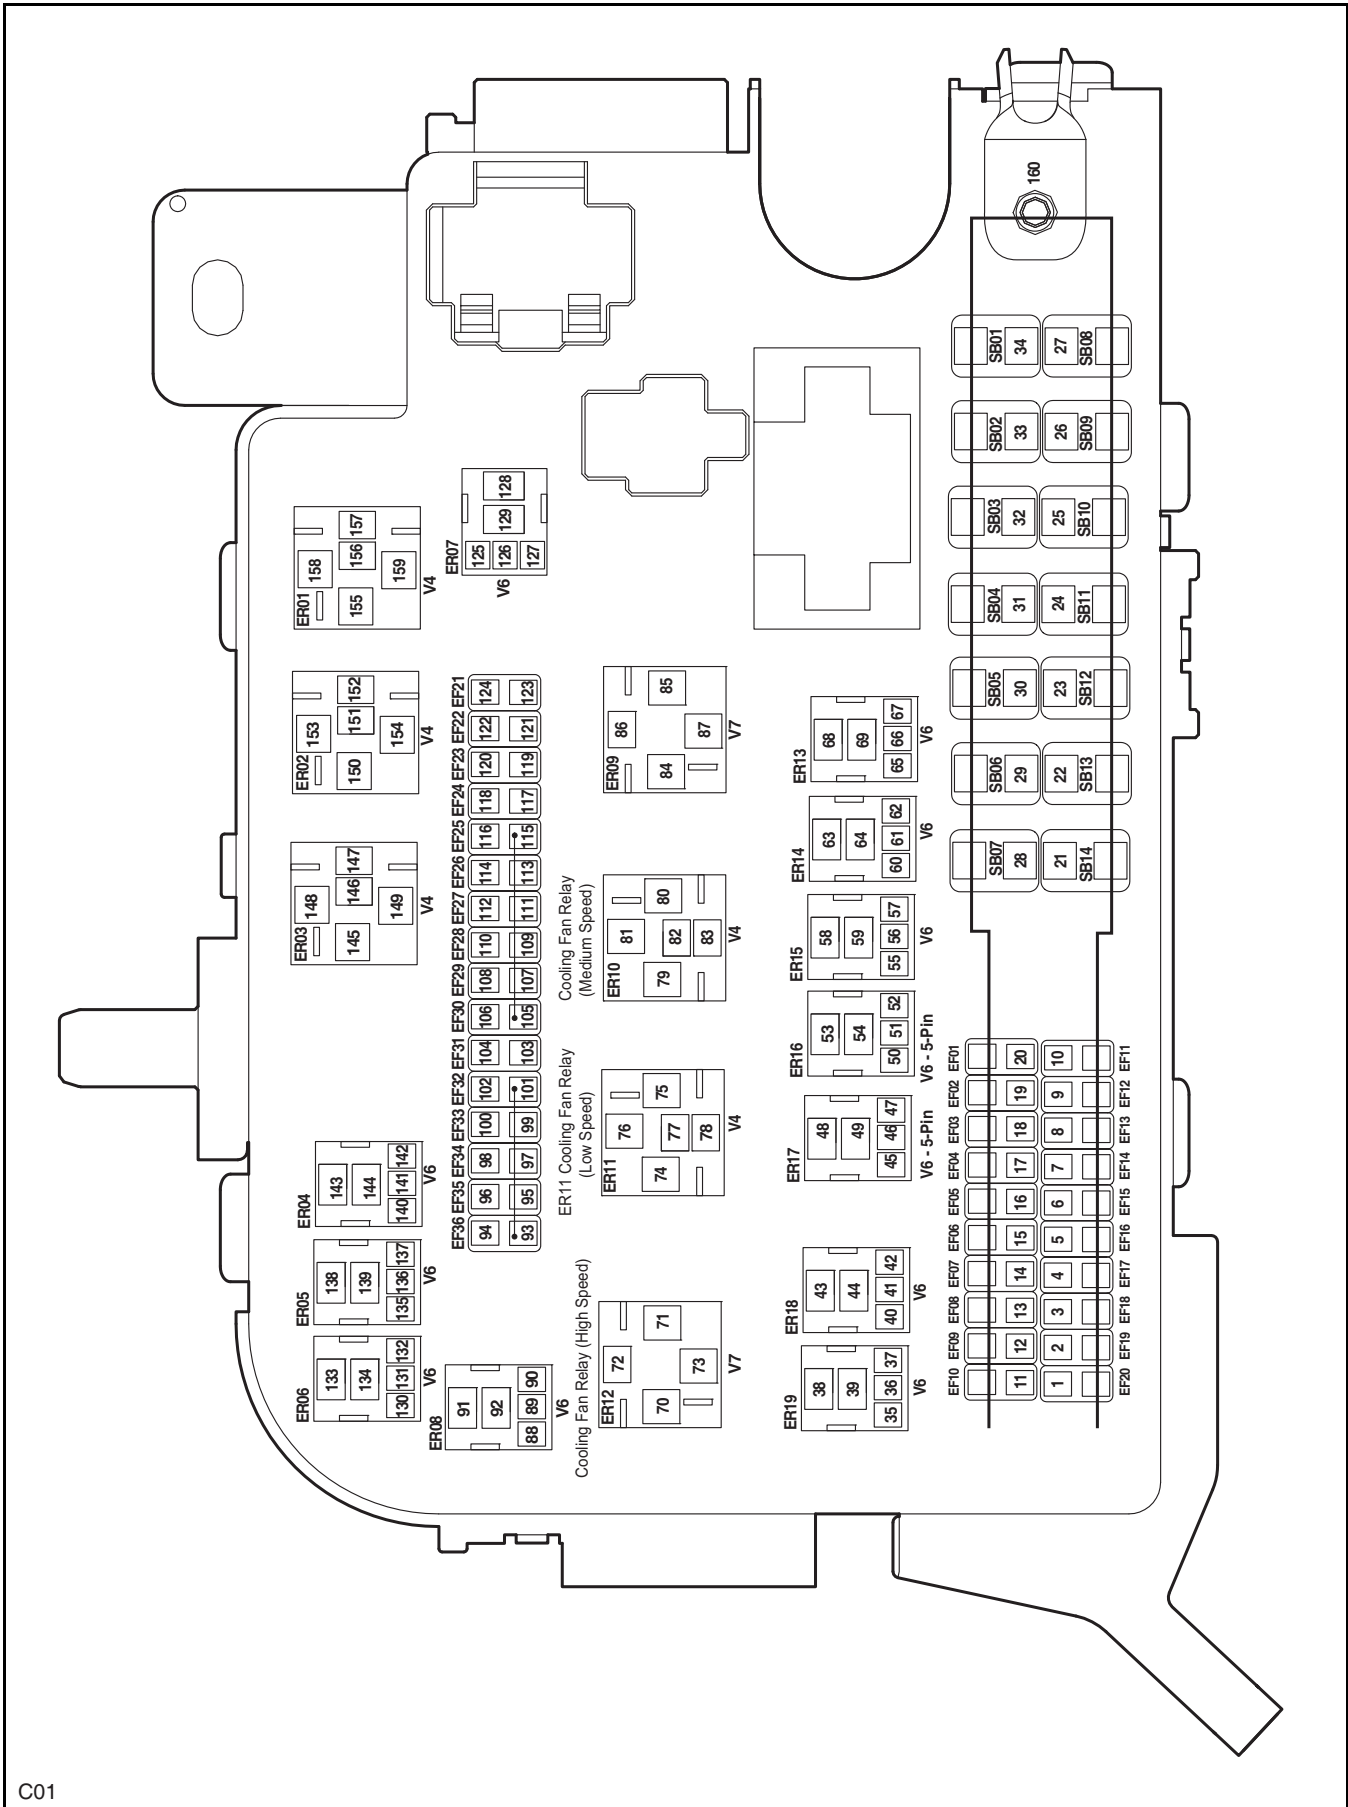 160
SB01
34
27
SB08
SB02
33
26
SB09
SB03
32
25
SB10
SB04
31
24
SB11
SB05
30
23
SB12
SB06
29
22
SB13
SB07
28
21
SB14
ER01
158
157
156
155
159
V4
ER07
128
129
125
126
127
V6
ER02
153
152
151
150
154
V4
ER03
148
147
146
145
149
V4
EF21
124
123
EF22
122
121
EF23
120
119
EF24
118
117
EF25
116
115
EF26
114
113
EF27
112
111
EF28
110
109
EF29
108
107
EF30
106
105
EF31
104
103
EF32
102
101
EF33
100
99
EF34
98
97
EF35
96
95
EF36
94
93
ER09
86
85
84
87
V7
Cooling Fan Relay
(Medium Speed)
ER10
81
80
79
82
83
V4
ER11 Cooling Fan Relay
(Low Speed)
ER11
76
75
74
77
78
V4
Cooling Fan Relay (High Speed)
ER12
72
71
70
73
V7
ER04
143
144
140
141
142
V6
ER05
138
139
135
136
137
V6
ER06
133
134
130
131
132
V6
ER08
91
92
88
89
90
V6
ER13
68
69
65
66
67
V6
ER14
63
64
60
61
62
V6
ER15
58
59
55
56
57
V6
ER16
53
54
50
51
52
V6 - 5-Pin
ER17
48
49
45
46
47
V6 - 5-Pin
ER18
43
44
40
41
42
V6
ER19
38
39
35
36
37
V6
EF01
20
10
EF11
EF02
19
9
EF12
EF03
18
8
EF13
EF04
17
7
EF14
EF05
16
6
EF15
EF06
15
5
EF16
EF07
14
4
EF17
EF08
13
3
EF18
EF09
12
2
EF19
EF10
11
1
EF20
C01